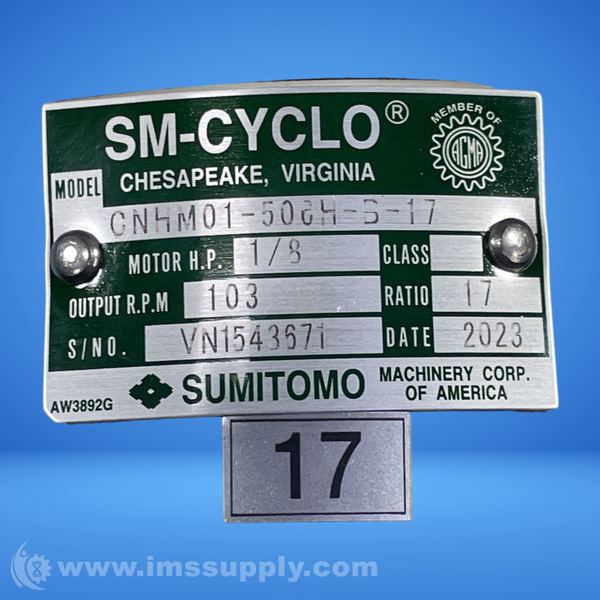 SM-CYCLO®
MEMBER OF
AGMA
CHESAPEAKE, VIRGINIA
MODEL
CNHM01-506H-B-17
MOTOR H.P. 1/8 CLASS
OUTPUT R.P.M 103 RATIO 17
S/NO. VN1543671 DATE 2023
AW3892G
SUMITOMO
MACHINERY CORP.
OF AMERICA
17
www.imssupply.com